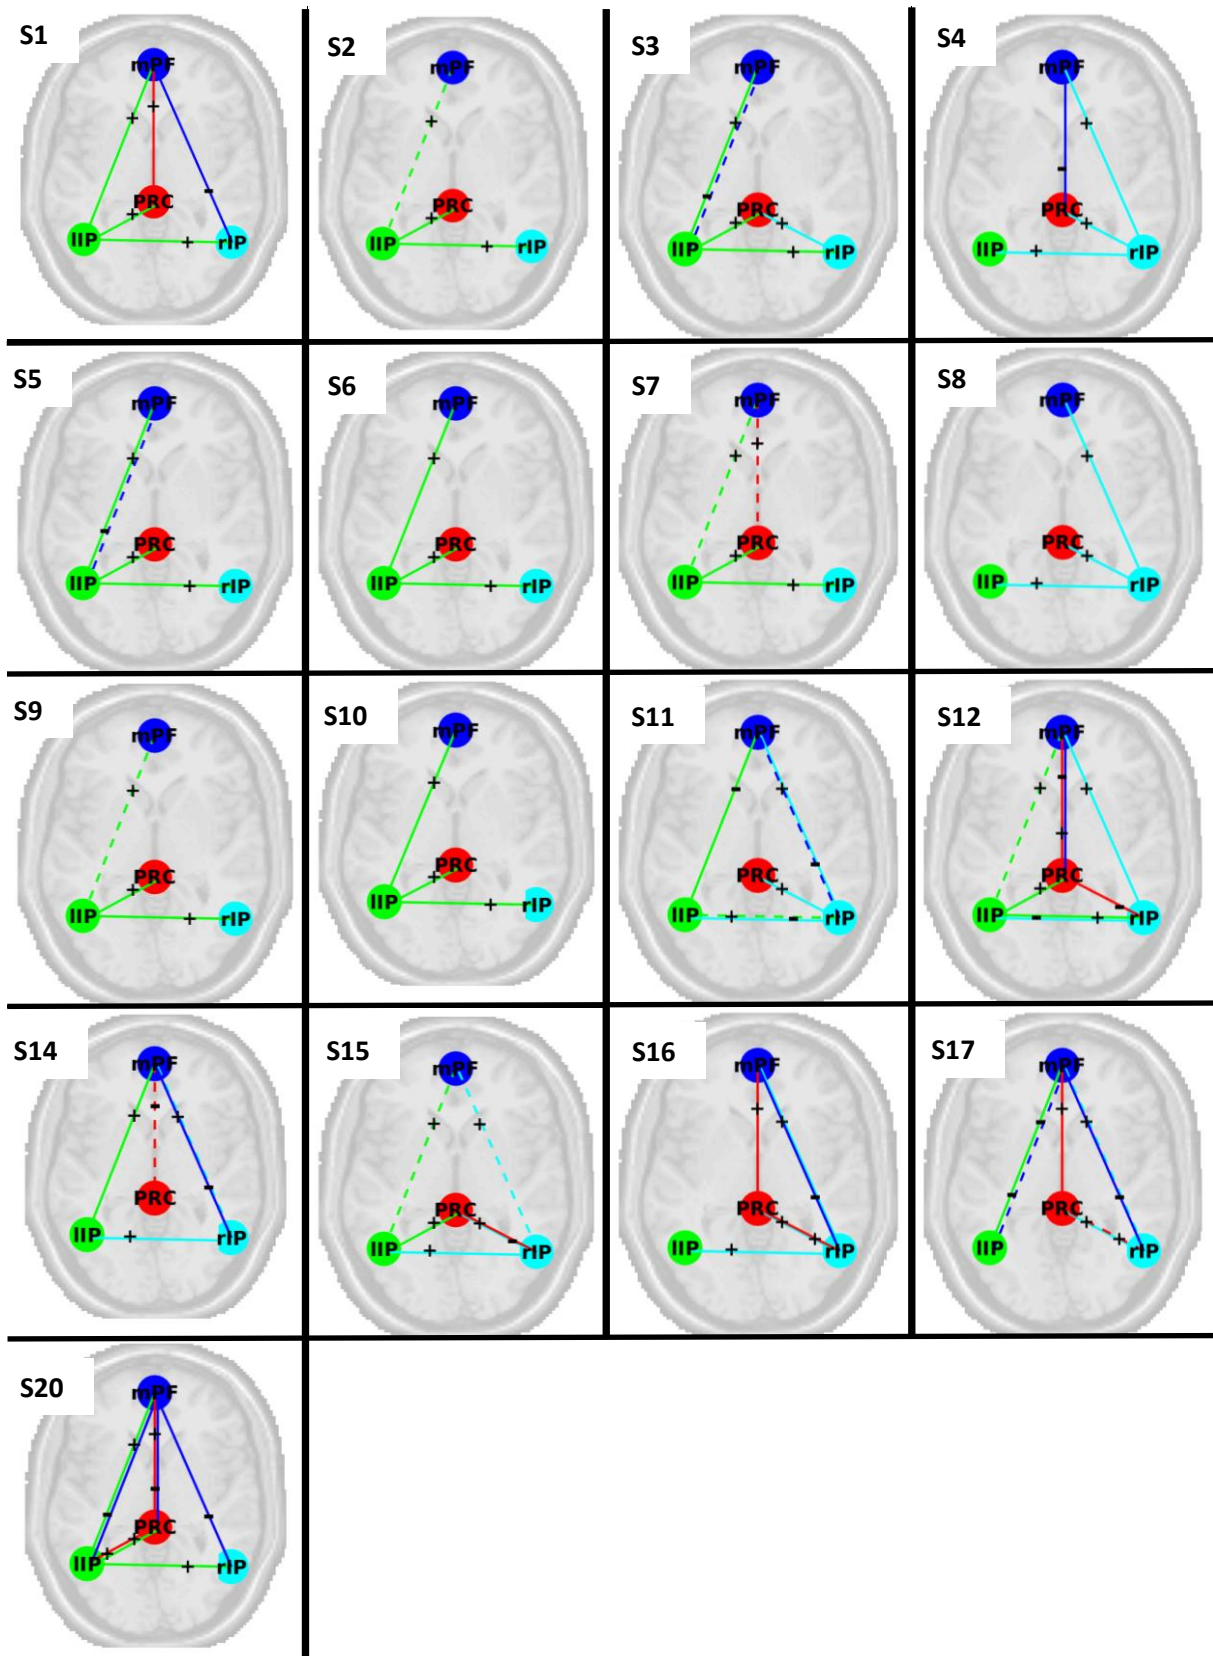 S1 S2 S3 S4
mPF mPF mPF mPF
+ + + - + + + + + + - + + + - + + +
PRC PRC PRC PRC
lIP rIP lIP rIP lIP rIP lIP rIP
S5 S6 S7 S8
mPF mPF mPF mPF
+ - + + + + + + + + + + + +
PRC PRC PRC PRC
lIP rIP lIP rIP lIP rIP lIP rIP
S9 S10 S11 S12
mPF mPF mPF mPF
+ + + + + + - + - + + - + - + + + - - +
PRC PRC PRC PRC
lIP rIP lIP rIP lIP rIP lIP rIP
S14 S15 S16 S17
mPF mPF mPF mPF
+ - + - + + + + + - + + + - + + + - + + - - + +
PRC PRC PRC PRC
lIP rIP lIP rIP lIP rIP lIP rIP
S20
mPF
+ + - - - + + +
PRC
lIP rIP